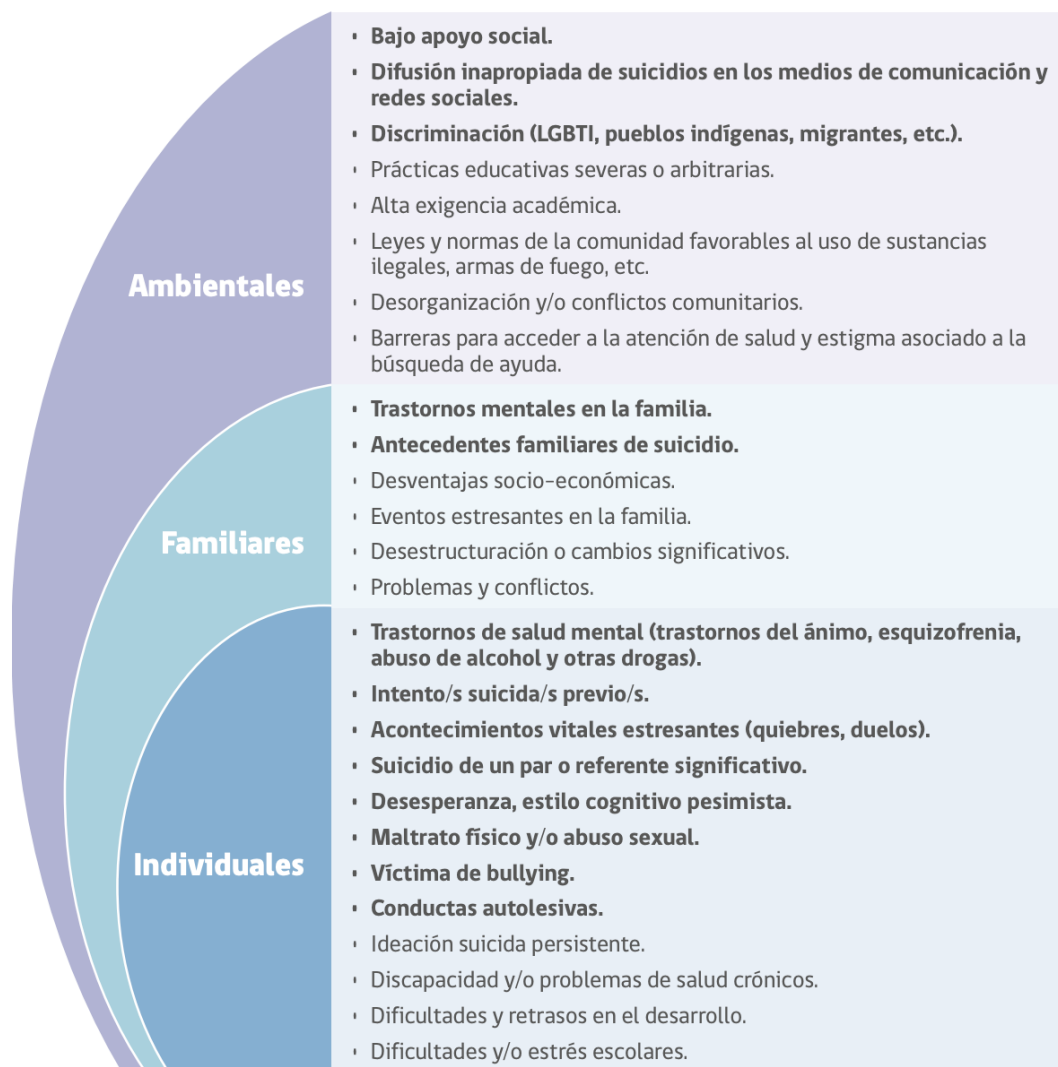 Ambientales
· Bajo apoyo social.
· Difusión inapropiada de suicidios en los medios de comunicación y
redes sociales.
· Discriminación (LGBTI, pueblos indígenas, migrantes, etc.).
· Prácticas educativas severas o arbitrarias.
· Alta exigencia académica.
· Leyes y normas de la comunidad favorables al uso de sustancias
ilegales, armas de fuego, etc.
· Desorganización y/o conflictos comunitarios.
· Barreras para acceder a la atención de salud y estigma asociado a la
búsqueda de ayuda.
Familiares
· Trastornos mentales en la familia.
· Antecedentes familiares de suicidio.
· Desventajas socio-económicas.
· Eventos estresantes en la familia.
· Desestructuración o cambios significativos.
· Problemas y conflictos.
Individuales
· Trastornos de salud mental (trastornos del ánimo, esquizofrenia,
abuso de alcohol y otras drogas).
· Intento/s suicida/s previo/s.
· Acontecimientos vitales estresantes (quiebres, duelos).
· Suicidio de un par o referente significativo.
· Desesperanza, estilo cognitivo pesimista.
· Maltrato físico y/o abuso sexual.
· Víctima de bullying.
· Conductas autolesivas.
· Ideación suicida persistente.
· Discapacidad y/o problemas de salud crónicos.
· Dificultades y retrasos en el desarrollo.
· Dificultades y/o estrés escolares.